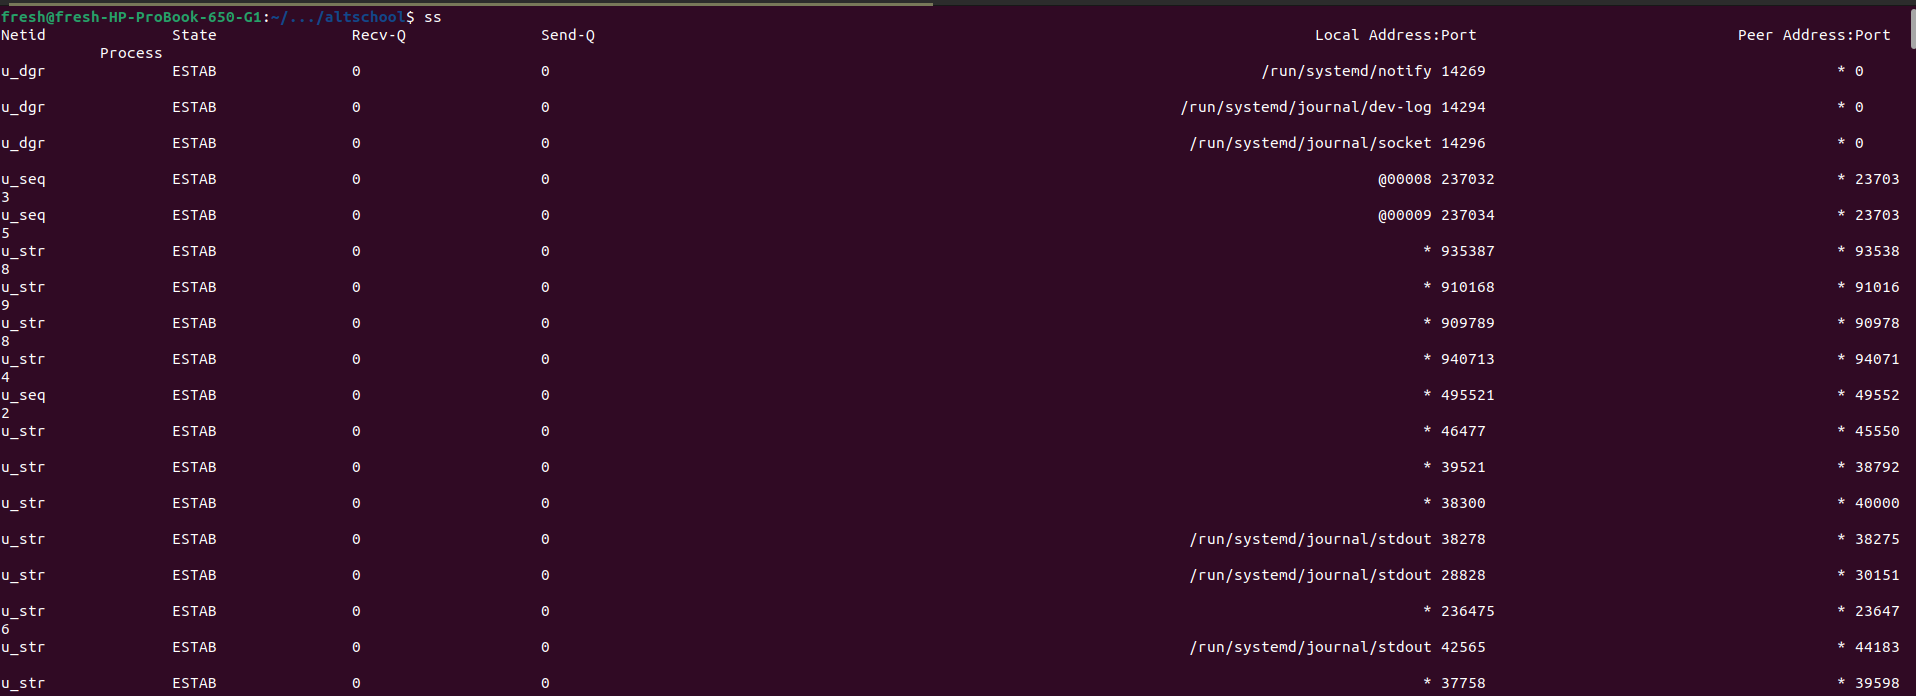 fresh@fresh-HP-ProBook-650-G1:~/.../altschool$ ss
Netid State Recv-Q Send-Q Local Address:Port Peer Address:Port
Process
u_dgr ESTAB 0 0 /run/systemd/notify 14269 * 0
u_dgr ESTAB 0 0 /run/systemd/journal/dev-log 14294 * 0
u_dgr ESTAB 0 0 /run/systemd/journal/socket 14296 * 0
u_seq ESTAB 0 0 @00008 237032 * 23703
3
u_seq ESTAB 0 0 @00009 237034 * 23703
5
u_str ESTAB 0 0 * 935387 * 93538
8
u_str ESTAB 0 0 * 910168 * 91016
9
u_str ESTAB 0 0 * 909789 * 90978
8
u_str ESTAB 0 0 * 940713 * 94071
4
u_seq ESTAB 0 0 * 495521 * 49552
2
u_str ESTAB 0 0 * 46477 * 45550
u_str ESTAB 0 0 * 39521 * 38792
u_str ESTAB 0 0 * 38300 * 40000
u_str ESTAB 0 0 /run/systemd/journal/stdout 38278 * 38275
u_str ESTAB 0 0 /run/systemd/journal/stdout 28828 * 30151
u_str ESTAB 0 0 * 236475 * 23647
6
u_str ESTAB 0 0 /run/systemd/journal/stdout 42565 * 44183
u_str ESTAB 0 0 * 37758 * 39598